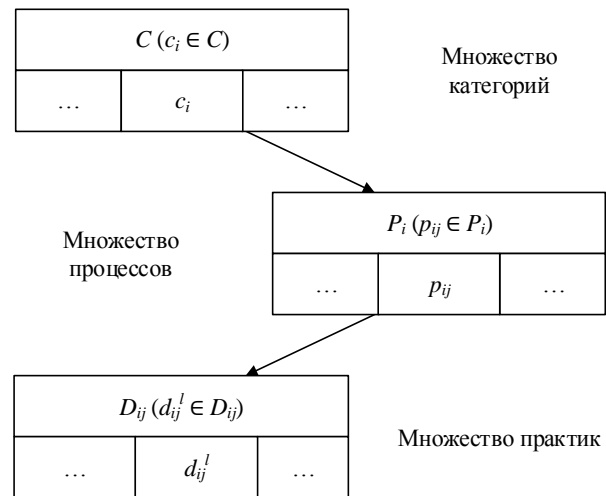 C (cᵢ ∈ C)
… cᵢ …
Множество
категорий
Pᵢ (pᵢⱼ ∈ Pᵢ)
… pᵢⱼ …
Множество
процессов
Dᵢⱼ (dᵢⱼˡ ∈ Dᵢⱼ)
… dᵢⱼˡ …
Множество практик